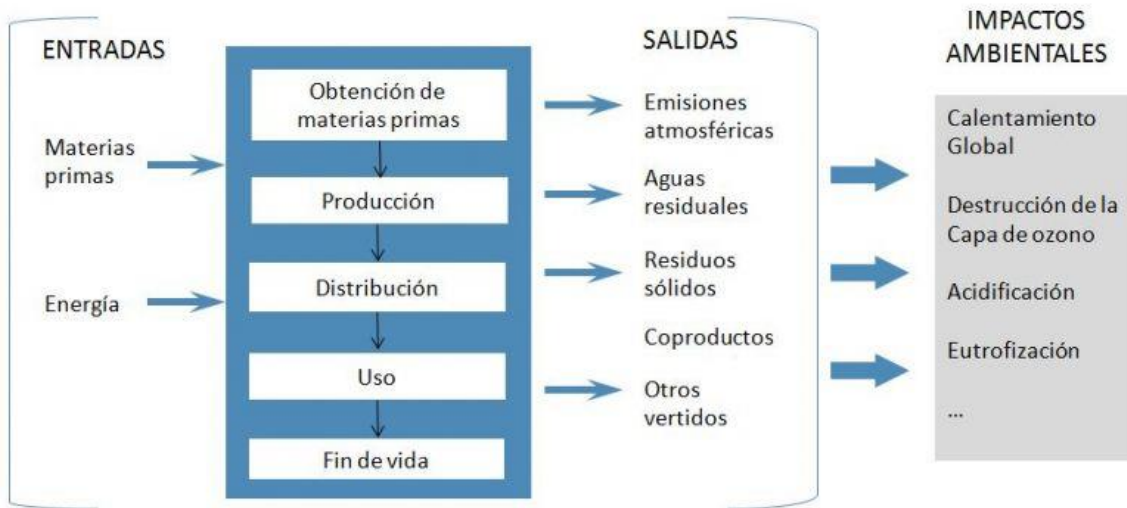 ENTRADAS
Materias
primas
Energía
Obtención de
materias primas
Producción
Distribución
Uso
Fin de vida
SALIDAS
Emisiones
atmosféricas
Aguas
residuales
Residuos
sólidos
Coproductos
Otros
vertidos
IMPACTOS
AMBIENTALES
Calentamiento
Global
Destrucción de la
Capa de ozono
Acidificación
Eutrofización
...